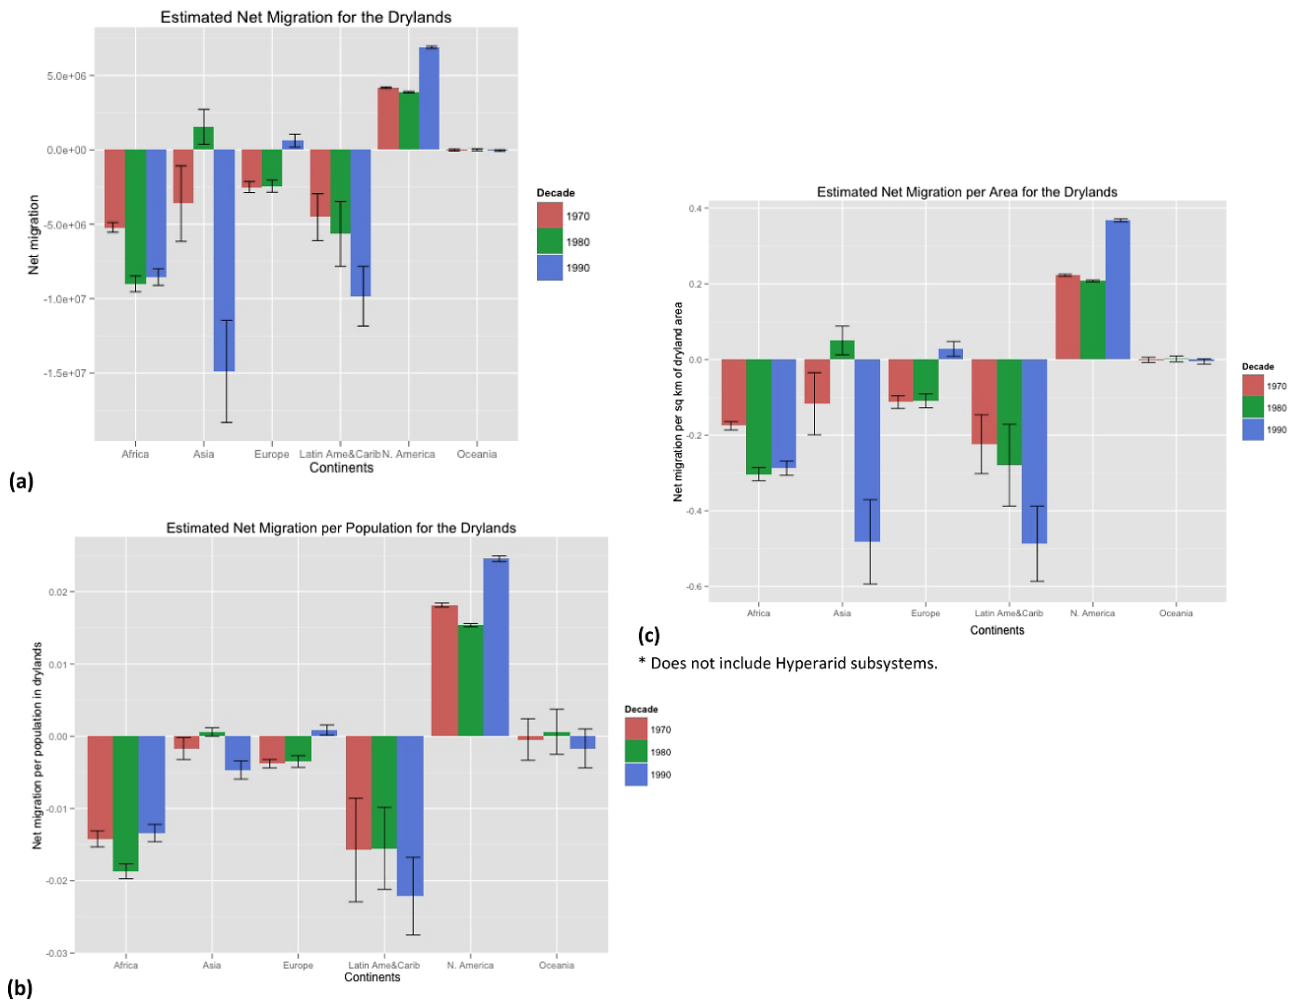 Estimated Net Migration for the Drylands
5.0e+06
0.0e+00
-5.0e+06
-1.0e+07
-1.5e+07
Net migration
Africa Asia Europe Latin Ame&Carib N. America Oceania
Continents
Decade
1970
1980
1990
(a)
Estimated Net Migration per Population for the Drylands
0.02
0.01
0.00
-0.01
-0.02
-0.03
Net migration per population in drylands
Africa Asia Europe Latin Ame&Carib N. America Oceania
Continents
Decade
1970
1980
1990
(b)
Estimated Net Migration per Area for the Drylands
0.4
0.2
0.0
-0.2
-0.4
-0.6
Net migration per sq km of dryland area
Africa Asia Europe Latin Ame&Carib N. America Oceania
Continents
Decade
1970
1980
1990
(c)
* Does not include Hyperarid subsystems.